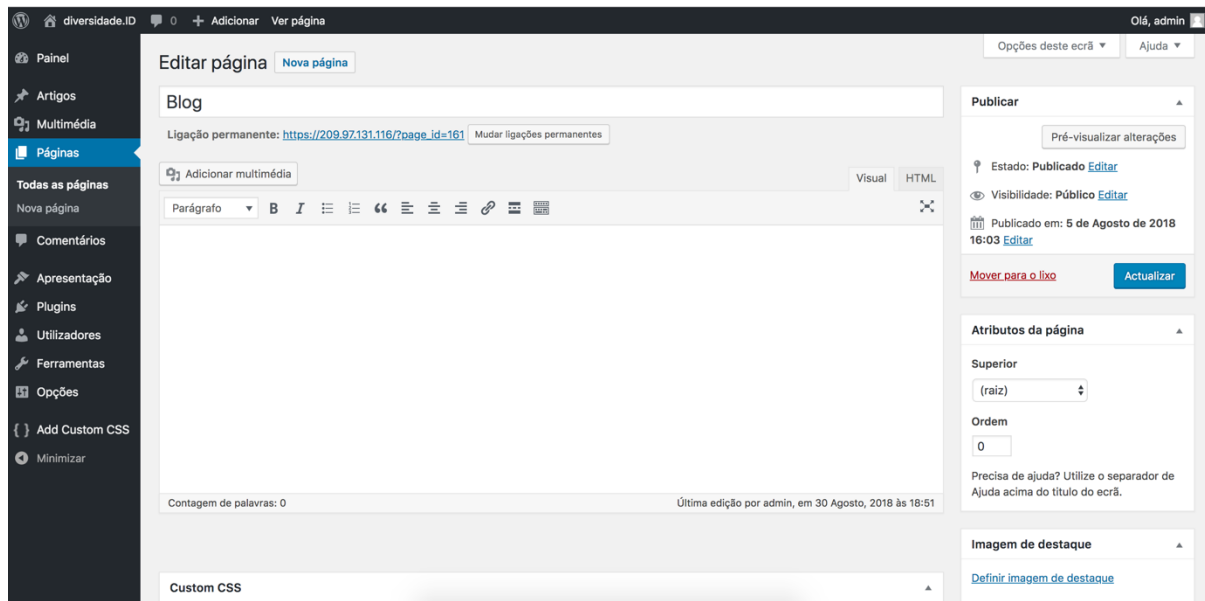 diversidade.ID 0 Adicionar Ver página Olá, admin
Opções deste ecrã Ajuda
Painel
Artigos
Multimédia
Páginas
Todas as páginas
Nova página
Comentários
Apresentação
Plugins
Utilizadores
Ferramentas
Opções
{ } Add Custom CSS
Minimizar
Editar página Nova página
Blog
Ligação permanente: https://209.97.131.116/?page_id=161 Mudar ligações permanentes
Adicionar multimédia
Visual HTML
Parágrafo B I
Contagem de palavras: 0 Última edição por admin, em 30 Agosto, 2018 às 18:51
Custom CSS
Publicar
Pré-visualizar alterações
Estado: Publicado Editar
Visibilidade: Público Editar
Publicado em: 5 de Agosto de 2018
16:03 Editar
Mover para o lixo Actualizar
Atributos da página
Superior
(raiz)
Ordem
0
Precisa de ajuda? Utilize o separador de
Ajuda acima do titulo do ecrã.
Imagem de destaque
Definir imagem de destaque